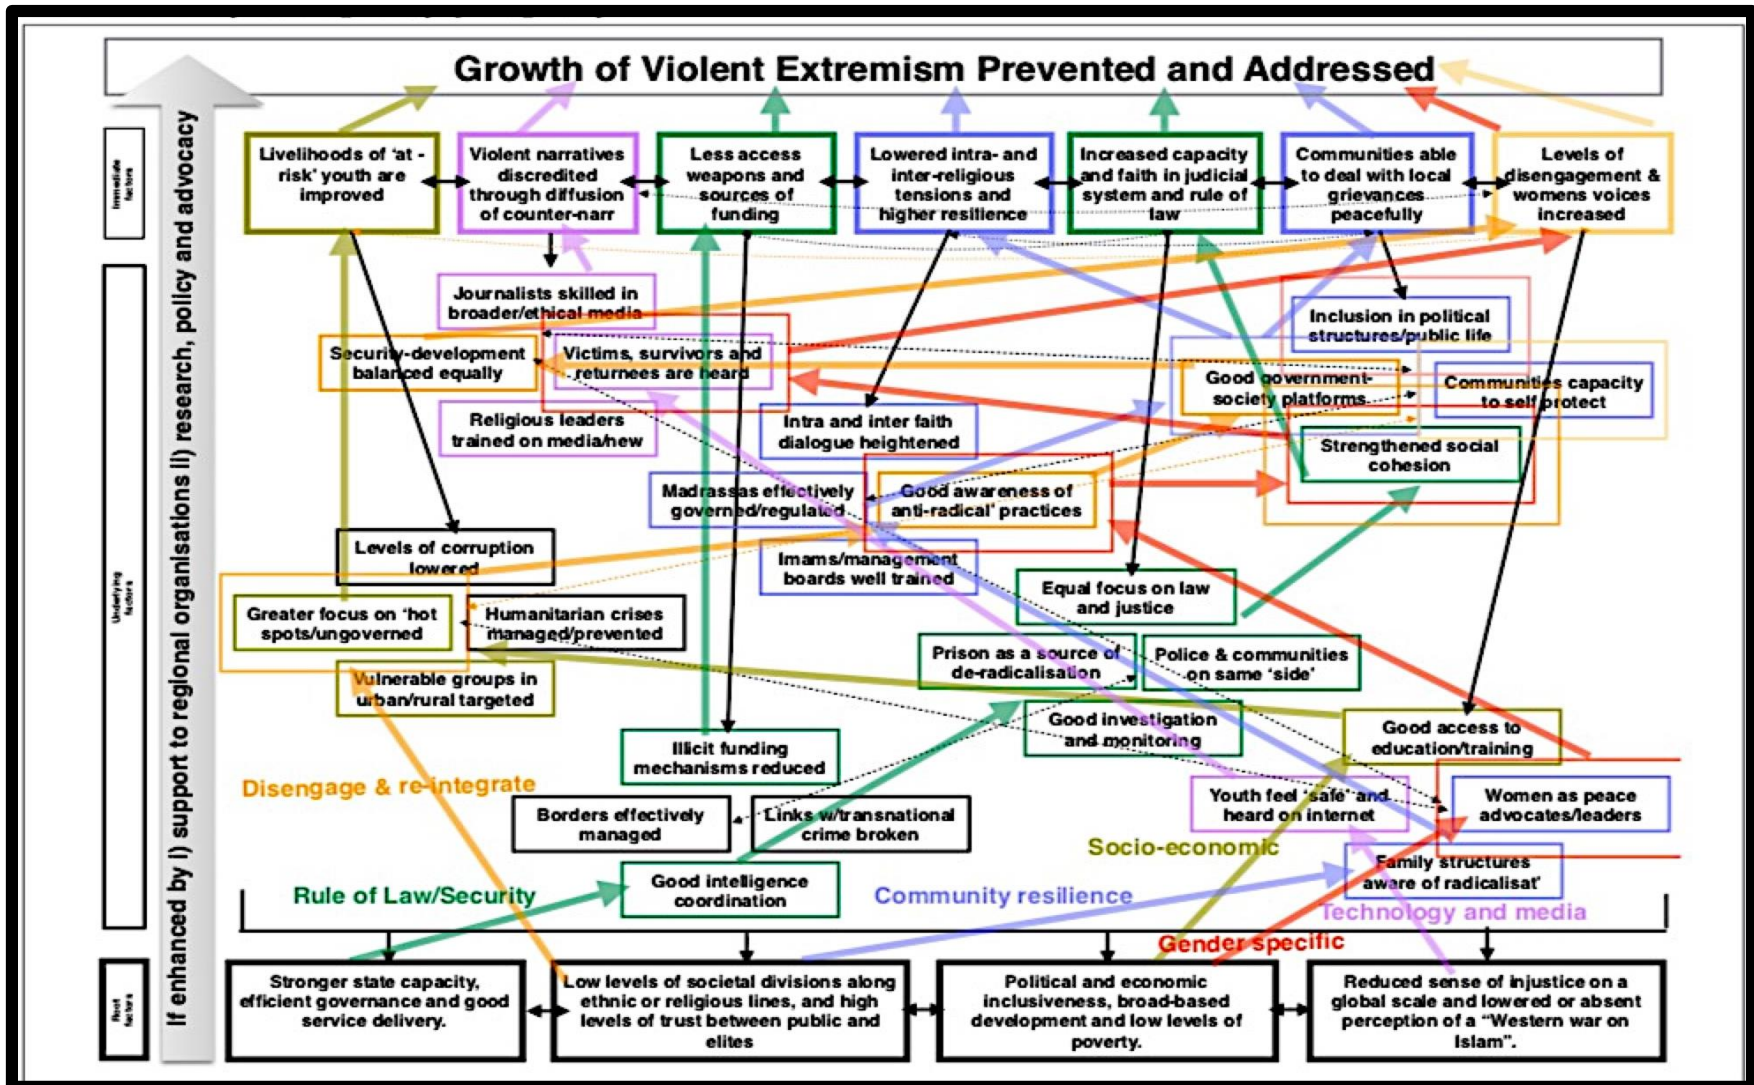 Growth of Violent Extremism Prevented and Addressed
If enhanced by I) support to regional organisations II) research, policy and advocacy
Immediate
factors
Livelihoods of 'at -
risk' youth are
improved
Violent narratives
discredited
through diffusion
of counter-narr
Less access
weapons and
sources of
funding
Lowered intra- and
inter-religious
tensions and
higher resilience
Increased capacity
and faith in judicial
system and rule of
law
Communities able
to deal with local
grievances
peacefully
Levels of
disengagement &
womens voices
increased
Underlying
factors
Journalists skilled in
broader/ethical media
Inclusion in political
structures/public life
Security-development
balanced equally
Victims, survivors and
returnees are heard
Good government-
society platforms
Communities capacity
to self protect
Religious leaders
trained on media/new
Intra and inter faith
dialogue heightened
Strengthened social
cohesion
Madrassas effectively
governed/regulated
Good awareness of
anti-radical' practices
Levels of corruption
lowered
Imams/management
boards well trained
Equal focus on law
and justice
Greater focus on 'hot
spots/ungoverned
Humanitarian crises
managed/prevented
Prison as a source of
de-radicalisation
Police & communities
on same 'side'
Vulnerable groups in
urban/rural targeted
Good investigation
and monitoring
Good access to
education/training
Illicit funding
mechanisms reduced
Disengage & re-integrate
Youth feel 'safe' and
heard on internet
Women as peace
advocates/leaders
Borders effectively
managed
Links w/transnational
crime broken
Socio-economic
Family structures
aware of radicalisat'
Good intelligence
coordination
Rule of Law/Security
Community resilience
Technology and media
Gender specific
Root
factors
Stronger state capacity,
efficient governance and good
service delivery.
Low levels of societal divisions along
ethnic or religious lines, and high
levels of trust between public and
elites
Political and economic
inclusiveness, broad-based
development and low levels of
poverty.
Reduced sense of injustice on a
global scale and lowered or absent
perception of a "Western war on
Islam".